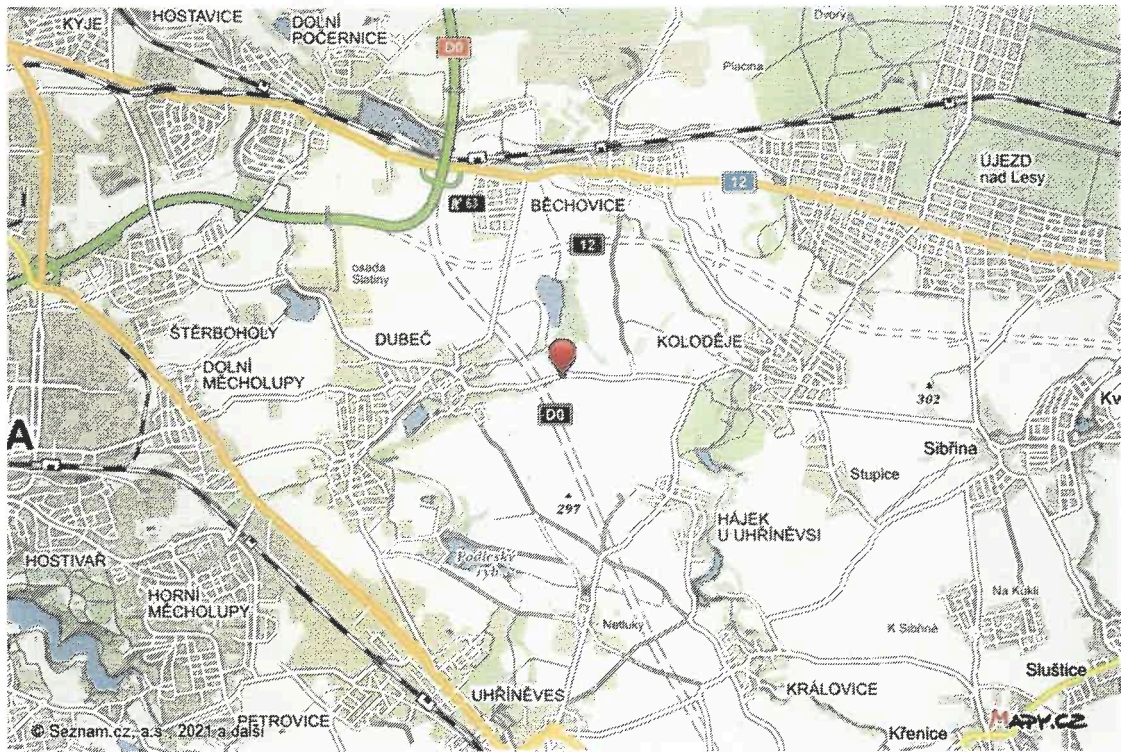 KYJE
HOSTAVICE
DOLNÍ
POČERNICE
D0
Dvory
Placina
ÚJEZD
nad Lesy
12
BĚCHOVICE
12
osada
Slatiny
ŠTĚRBOHOLY
DUBEČ
KOLODĚJE
DOLNÍ
MĚCHOLUPY
302
D0
A
Sibřina
Stupice
297
HÁJEK
U UHŘÍNĚVSI
Podleský
ryb.
HOSTIVAŘ
HORNÍ
MĚCHOLUPY
Na Kukli
Netluky
K Sibřině
Sluštice
UHŘÍNĚVES
KRÁLOVICE
PETROVICE
Křenice
© Seznam.cz, a.s., 2021 a další
MAPY.CZ